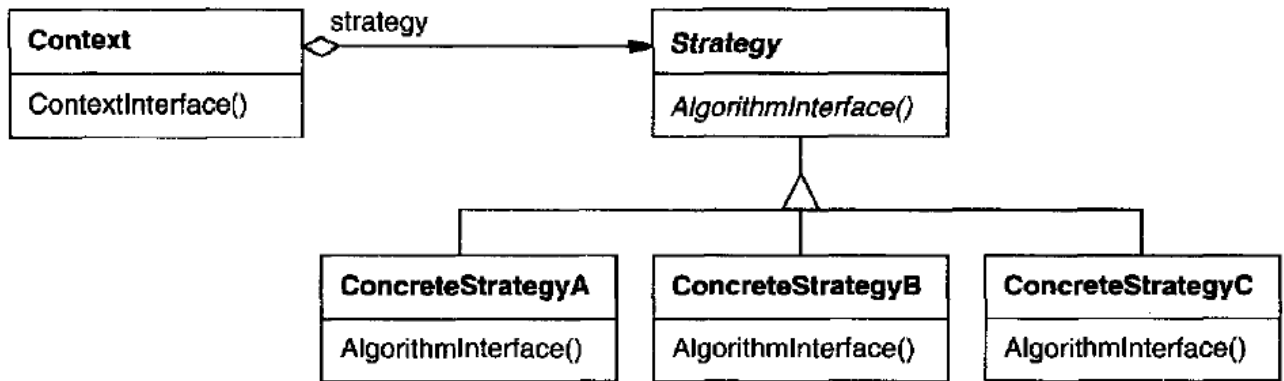 strategy
Context
Strategy
ContextInterface()
AlgorithmInterface()
ConcreteStrategyA
ConcreteStrategyB
ConcreteStrategyC
AlgorithmInterface()
AlgorithmInterface()
AlgorithmInterface()